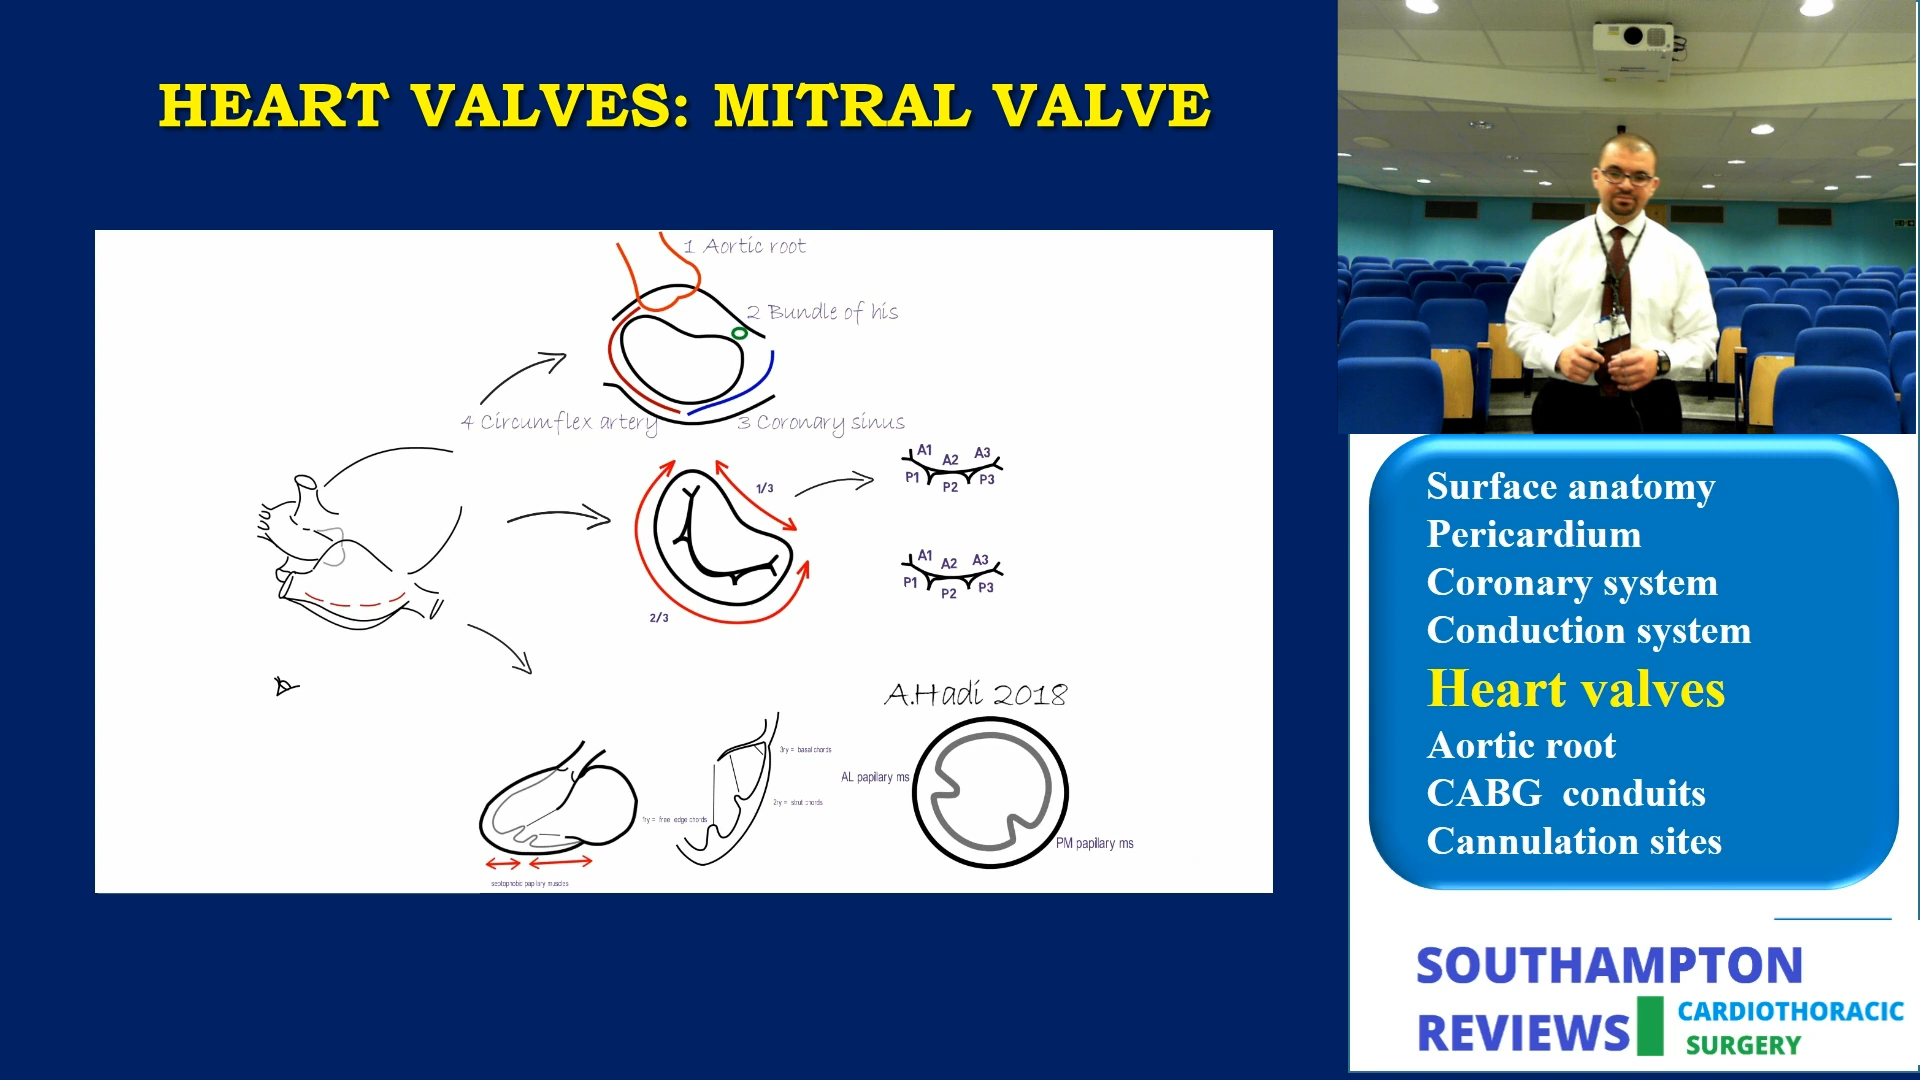 HEART VALVES: MITRAL VALVE
1 Aortic root
2 Bundle of his
4 Circumflex artery
3 Coronary sinus
1/3
2/3
A1 A2 A3
P1 P2 P3
A1 A2 A3
P1 P2 P3
A.Hadi 2018
3ry = basal chords
AL papilary ms
2ry = strut chords
1ry = free edge chords
PM papilary ms
Surface anatomy
Pericardium
Coronary system
Conduction system
Heart valves
Aortic root
CABG conduits
Cannulation sites
SOUTHAMPTON
REVIEWS
CARDIOTHORACIC
SURGERY